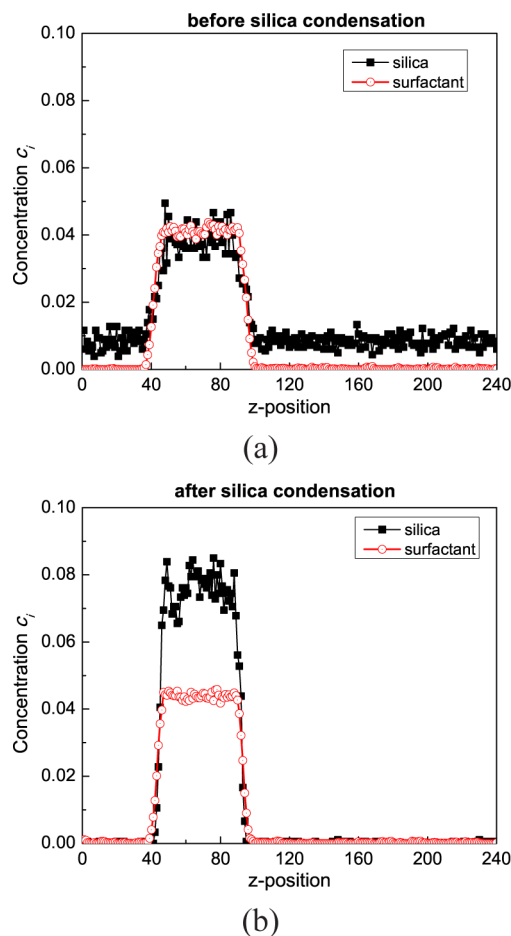 before silica condensation
0.10
silica
surfactant
0.08
0.06
Concentration c_i
0.04
0.02
0.00
0 40 80 120 160 200 240
z-position
(a)
after silica condensation
0.10
silica
surfactant
0.08
0.06
Concentration c_i
0.04
0.02
0.00
0 40 80 120 160 200 240
z-position
(b)